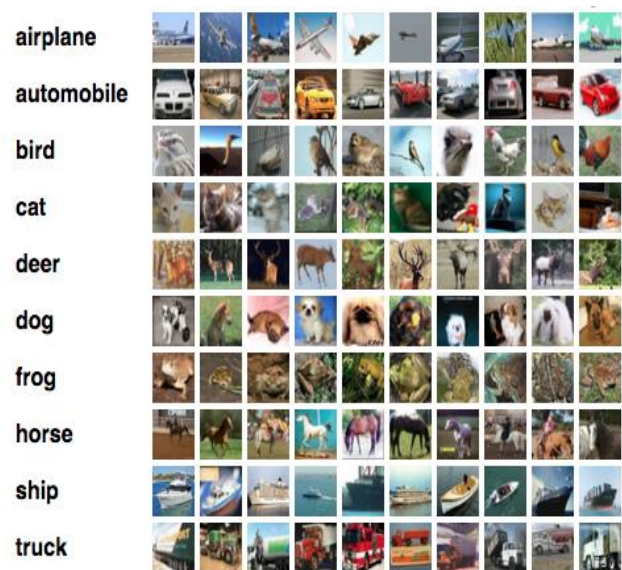 airplane
automobile
bird
cat
deer
dog
frog
horse
ship
truck